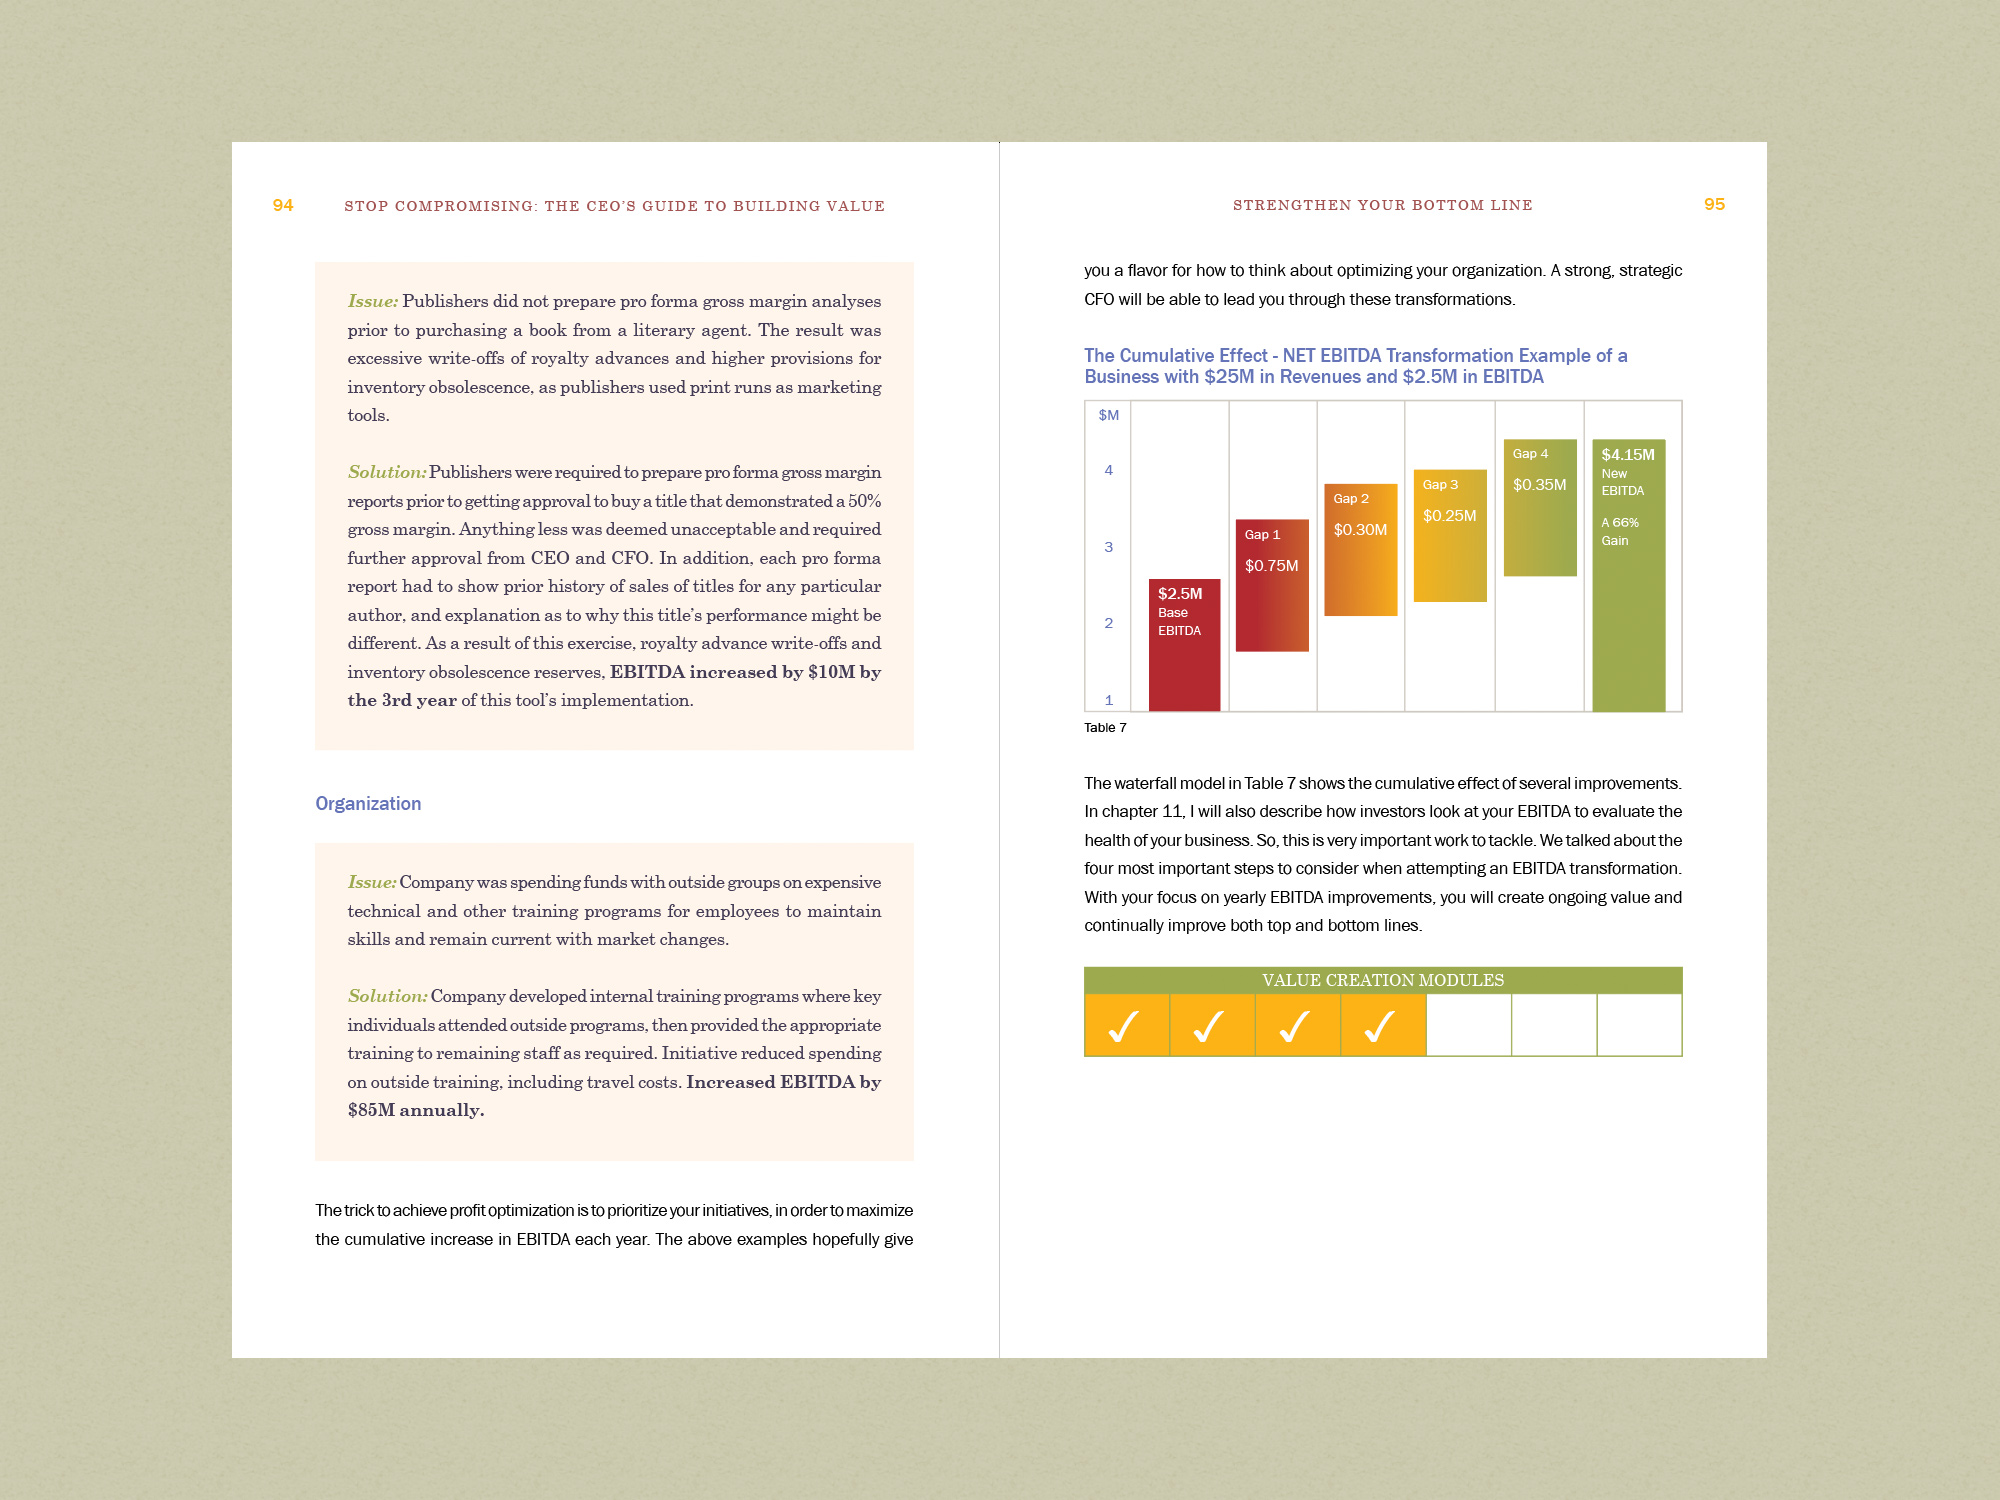 94
STOP COMPROMISING: THE CEO'S GUIDE TO BUILDING VALUE
Issue: Publishers did not prepare pro forma gross margin analyses
prior to purchasing a book from a literary agent. The result was
excessive write-offs of royalty advances and higher provisions for
inventory obsolescence, as publishers used print runs as marketing
tools.
Solution: Publishers were required to prepare pro forma gross margin
reports prior to getting approval to buy a title that demonstrated a 50%
gross margin. Anything less was deemed unacceptable and required
further approval from CEO and CFO. In addition, each pro forma
report had to show prior history of sales of titles for any particular
author, and explanation as to why this title's performance might be
different. As a result of this exercise, royalty advance write-offs and
inventory obsolescence reserves, EBITDA increased by $10M by
the 3rd year of this tool's implementation.
Organization
Issue: Company was spending funds with outside groups on expensive
technical and other training programs for employees to maintain
skills and remain current with market changes.
Solution: Company developed internal training programs where key
individuals attended outside programs, then provided the appropriate
training to remaining staff as required. Initiative reduced spending
on outside training, including travel costs. Increased EBITDA by
$85M annually.
The trick to achieve profit optimization is to prioritize your initiatives, in order to maximize
the cumulative increase in EBITDA each year. The above examples hopefully give
STRENGTHEN YOUR BOTTOM LINE
95
you a flavor for how to think about optimizing your organization. A strong, strategic
CFO will be able to lead you through these transformations.
The Cumulative Effect - NET EBITDA Transformation Example of a
Business with $25M in Revenues and $2.5M in EBITDA
$M
4
3
2
1
$2.5M
Base
EBITDA
Gap 1
$0.75M
Gap 2
$0.30M
Gap 3
$0.25M
Gap 4
$0.35M
$4.15M
New
EBITDA
A 66%
Gain
Table 7
The waterfall model in Table 7 shows the cumulative effect of several improvements.
In chapter 11, I will also describe how investors look at your EBITDA to evaluate the
health of your business. So, this is very important work to tackle. We talked about the
four most important steps to consider when attempting an EBITDA transformation.
With your focus on yearly EBITDA improvements, you will create ongoing value and
continually improve both top and bottom lines.
VALUE CREATION MODULES
✓ ✓ ✓ ✓